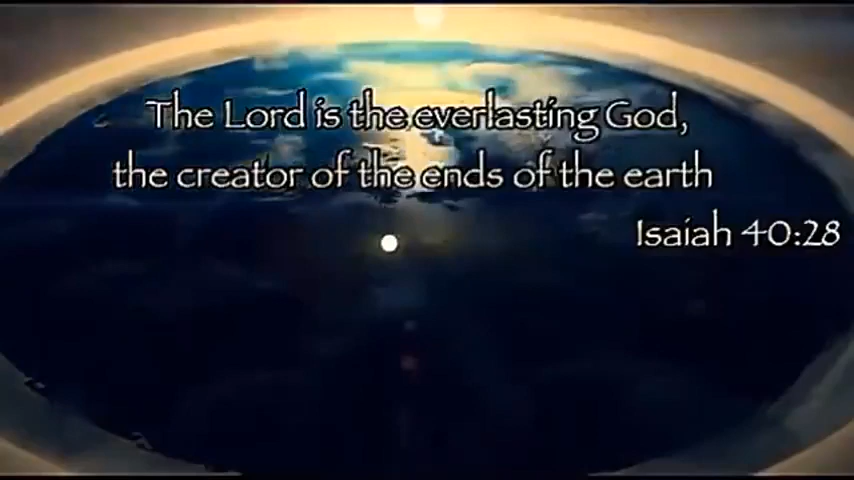 The Lord is the everlasting God,
the creator of the ends of the earth
Isaiah 40:28